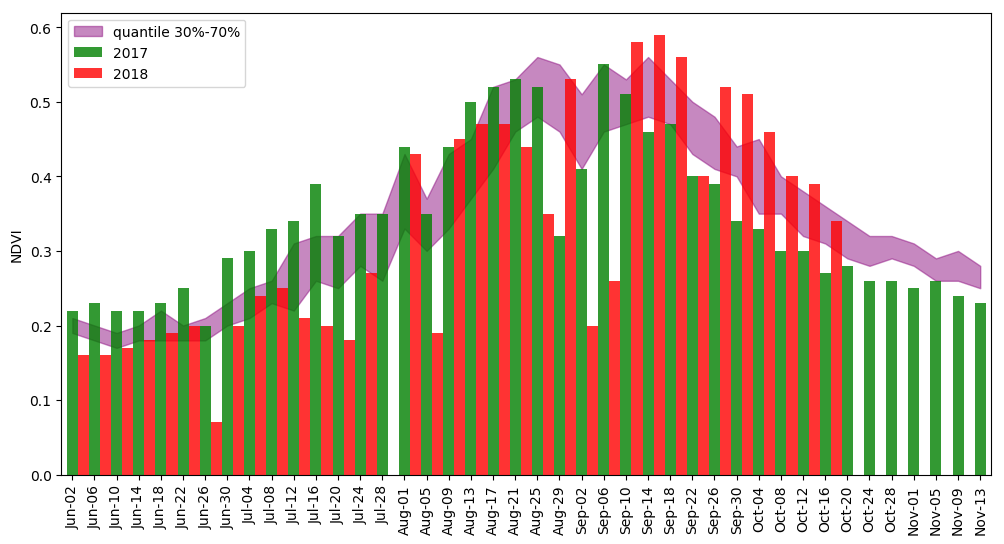 0.6
0.5
0.4
0.3
0.2
0.1
0.0
NDVI
quantile 30%-70%
2017
2018
Jun-02
Jun-06
Jun-10
Jun-14
Jun-18
Jun-22
Jun-26
Jun-30
Jul-04
Jul-08
Jul-12
Jul-16
Jul-20
Jul-24
Jul-28
Aug-01
Aug-05
Aug-09
Aug-13
Aug-17
Aug-21
Aug-25
Aug-29
Sep-02
Sep-06
Sep-10
Sep-14
Sep-18
Sep-22
Sep-26
Sep-30
Oct-04
Oct-08
Oct-12
Oct-16
Oct-20
Oct-24
Oct-28
Nov-01
Nov-05
Nov-09
Nov-13